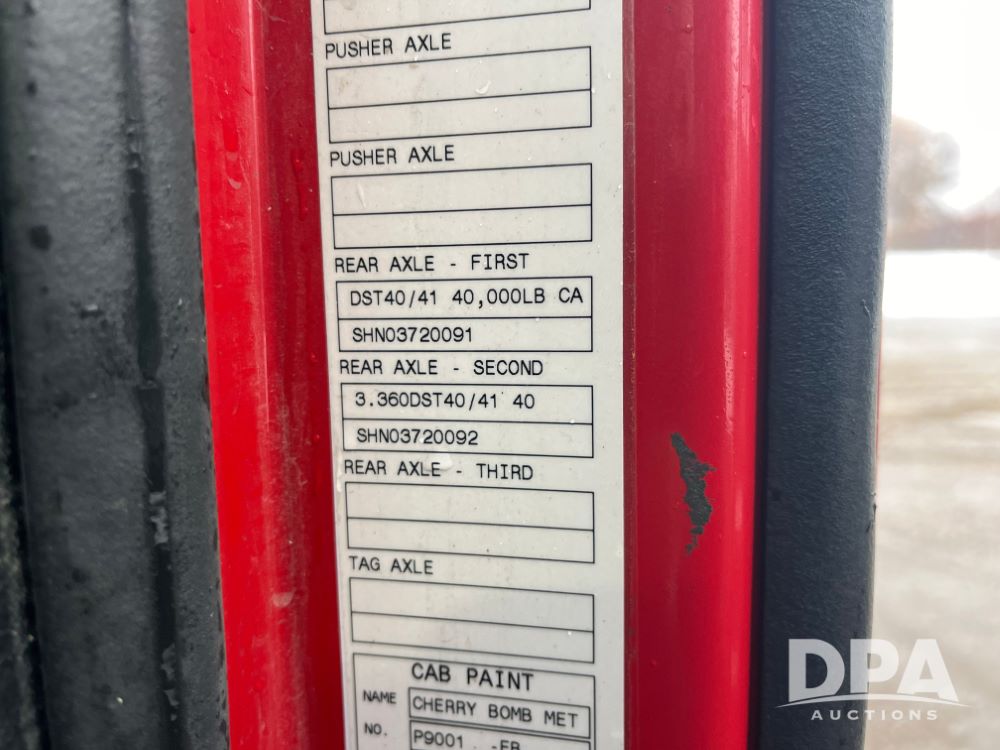 PUSHER AXLE
PUSHER AXLE
REAR AXLE - FIRST
DST40/41 40,000LB CA
SHN03720091
REAR AXLE - SECOND
3.360DST40/41 40
SHN03720092
REAR AXLE - THIRD
TAG AXLE
CAB PAINT
NAME CHERRY BOMB MET
NO. P9001 -EB
DPA
AUCTIONS